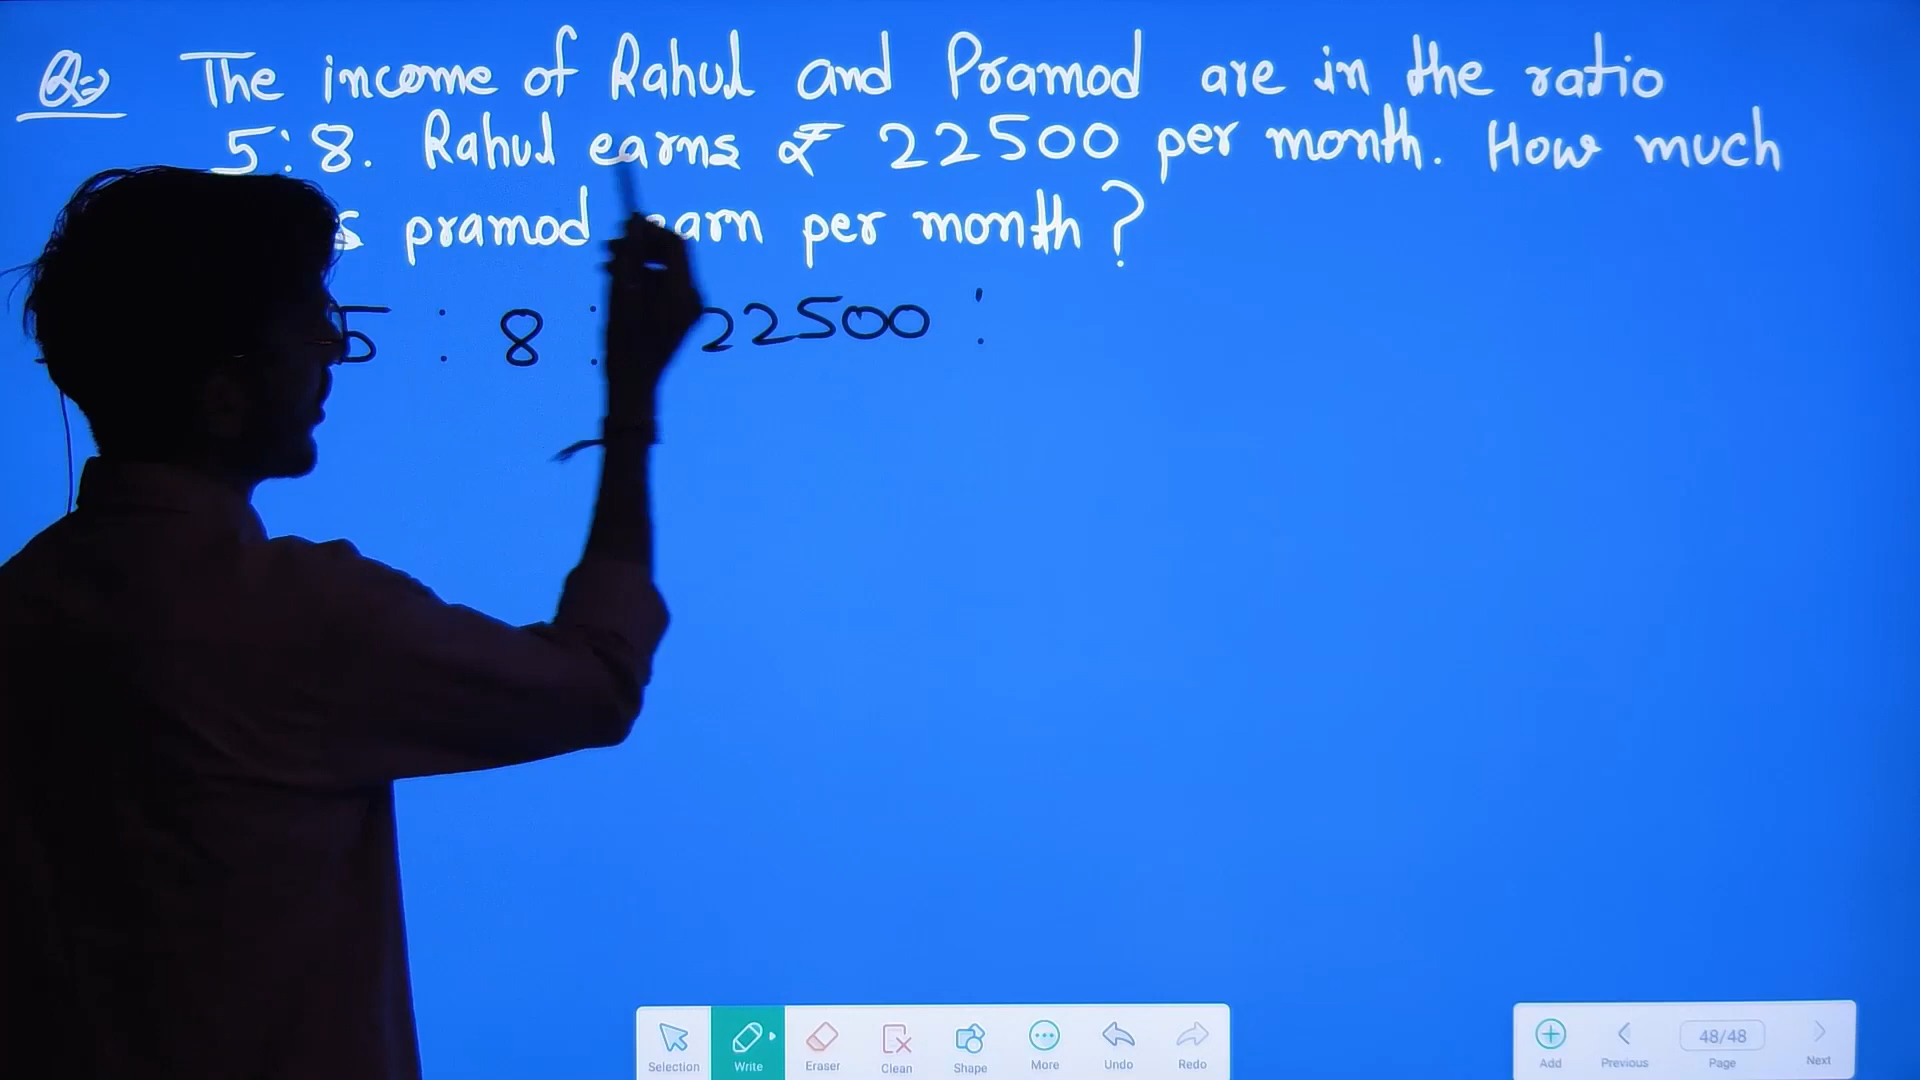 Q→ The income of Rahul and Pramod are in the ratio
5:8. Rahul earns ₹ 22500 per month. How much
pramod per month?
5 : 8 : 22500 :
Selection Write Eraser Clean Shape More Undo Redo
Add Previous 48/48 Page Next